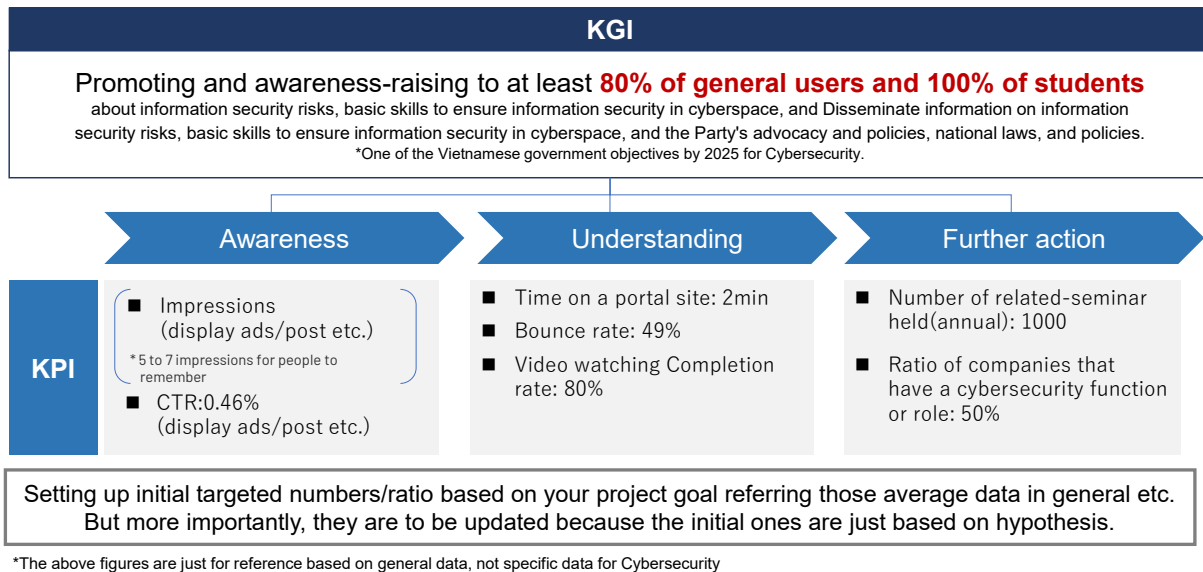 KGI
Promoting and awareness-raising to at least 80% of general users and 100% of students
about information security risks, basic skills to ensure information security in cyberspace, and Disseminate information on information
security risks, basic skills to ensure information security in cyberspace, and the Party's advocacy and policies, national laws, and policies.
*One of the Vietnamese government objectives by 2025 for Cybersecurity.
Awareness
Understanding
Further action
KPI
■ Impressions
(display ads/post etc.)
* 5 to 7 impressions for people to
remember
■ CTR:0.46%
(display ads/post etc.)
■ Time on a portal site: 2min
■ Bounce rate: 49%
■ Video watching Completion
rate: 80%
■ Number of related-seminar
held(annual): 1000
■ Ratio of companies that
have a cybersecurity function
or role: 50%
Setting up initial targeted numbers/ratio based on your project goal referring those average data in general etc.
But more importantly, they are to be updated because the initial ones are just based on hypothesis.
*The above figures are just for reference based on general data, not specific data for Cybersecurity